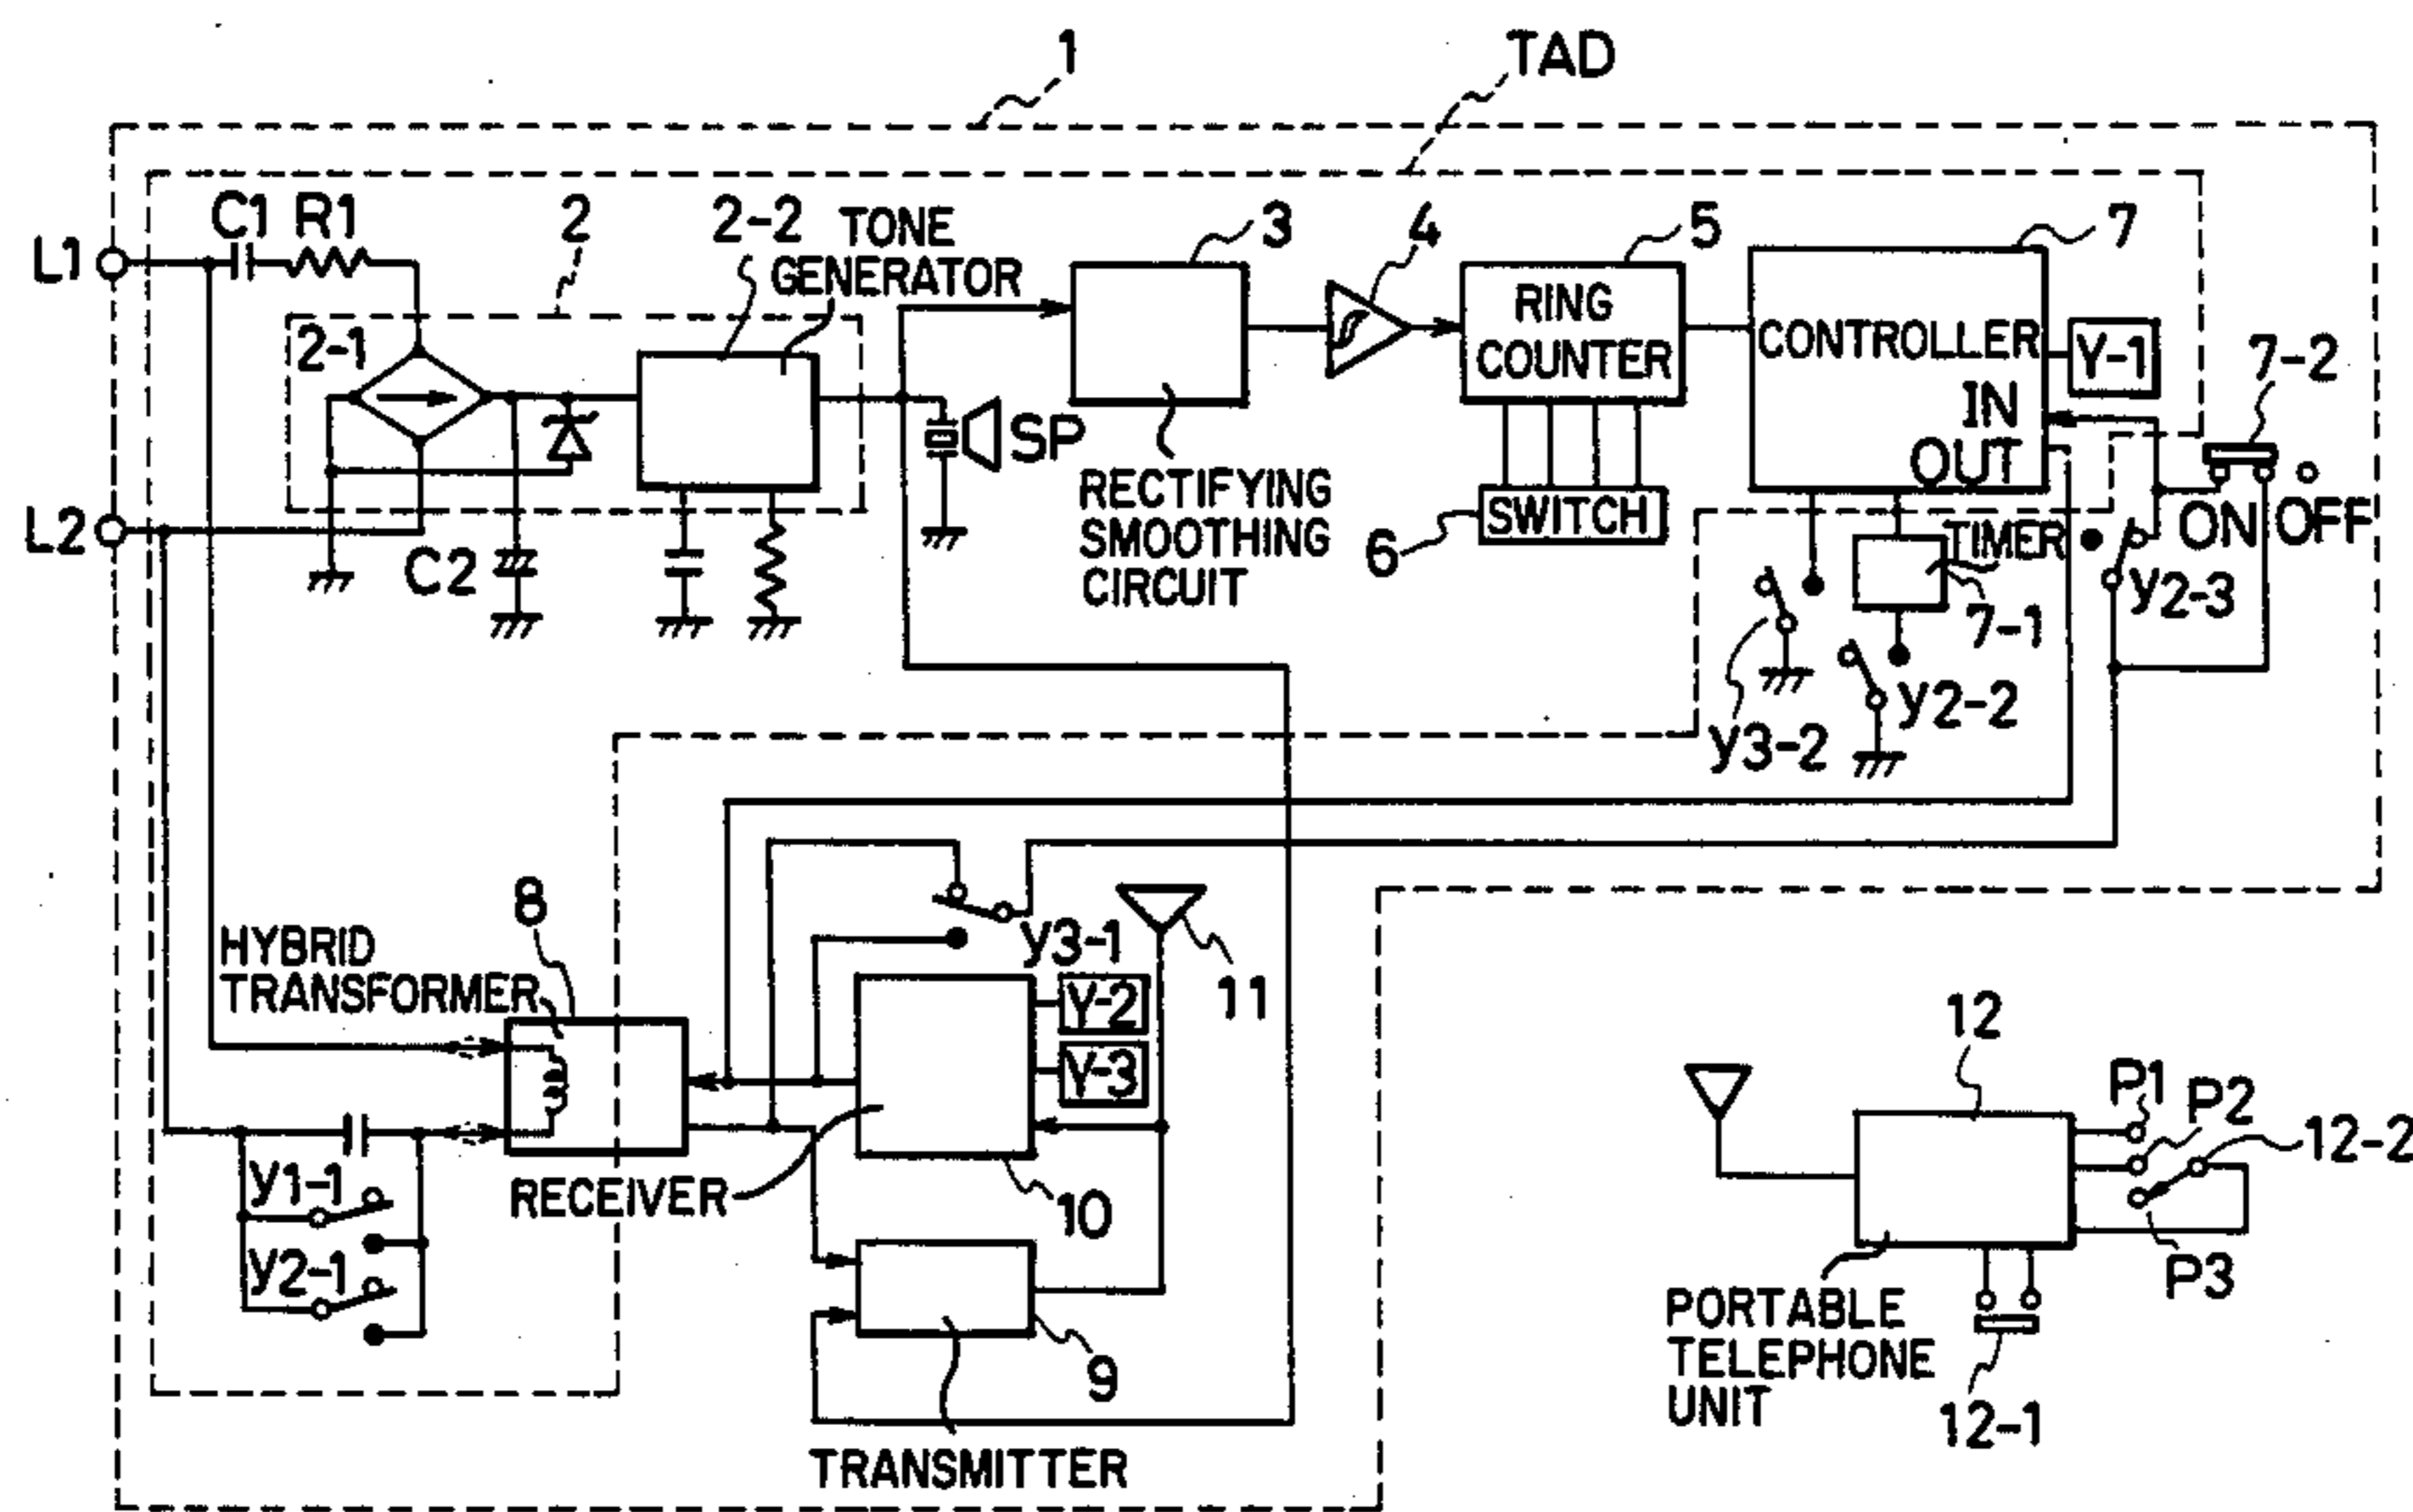 1
TAD
C1 R1
2
2-2
TONE
GENERATOR
3
4
5
7
L1
2-1
RING
COUNTER
CONTROLLER
Y-1
7-2
IN
OUT
SP
L2
C2
RECTIFYING
SMOOTHING
CIRCUIT
6
SWITCH
TIMER
ON OFF
y2-3
7-1
y3-2
y2-2
8
HYBRID
TRANSFORMER
y3-1
11
Y-2
Y-3
12
P1
P2
12-2
y1-1
RECEIVER
10
y2-1
P3
PORTABLE
TELEPHONE
UNIT
9
12-1
TRANSMITTER